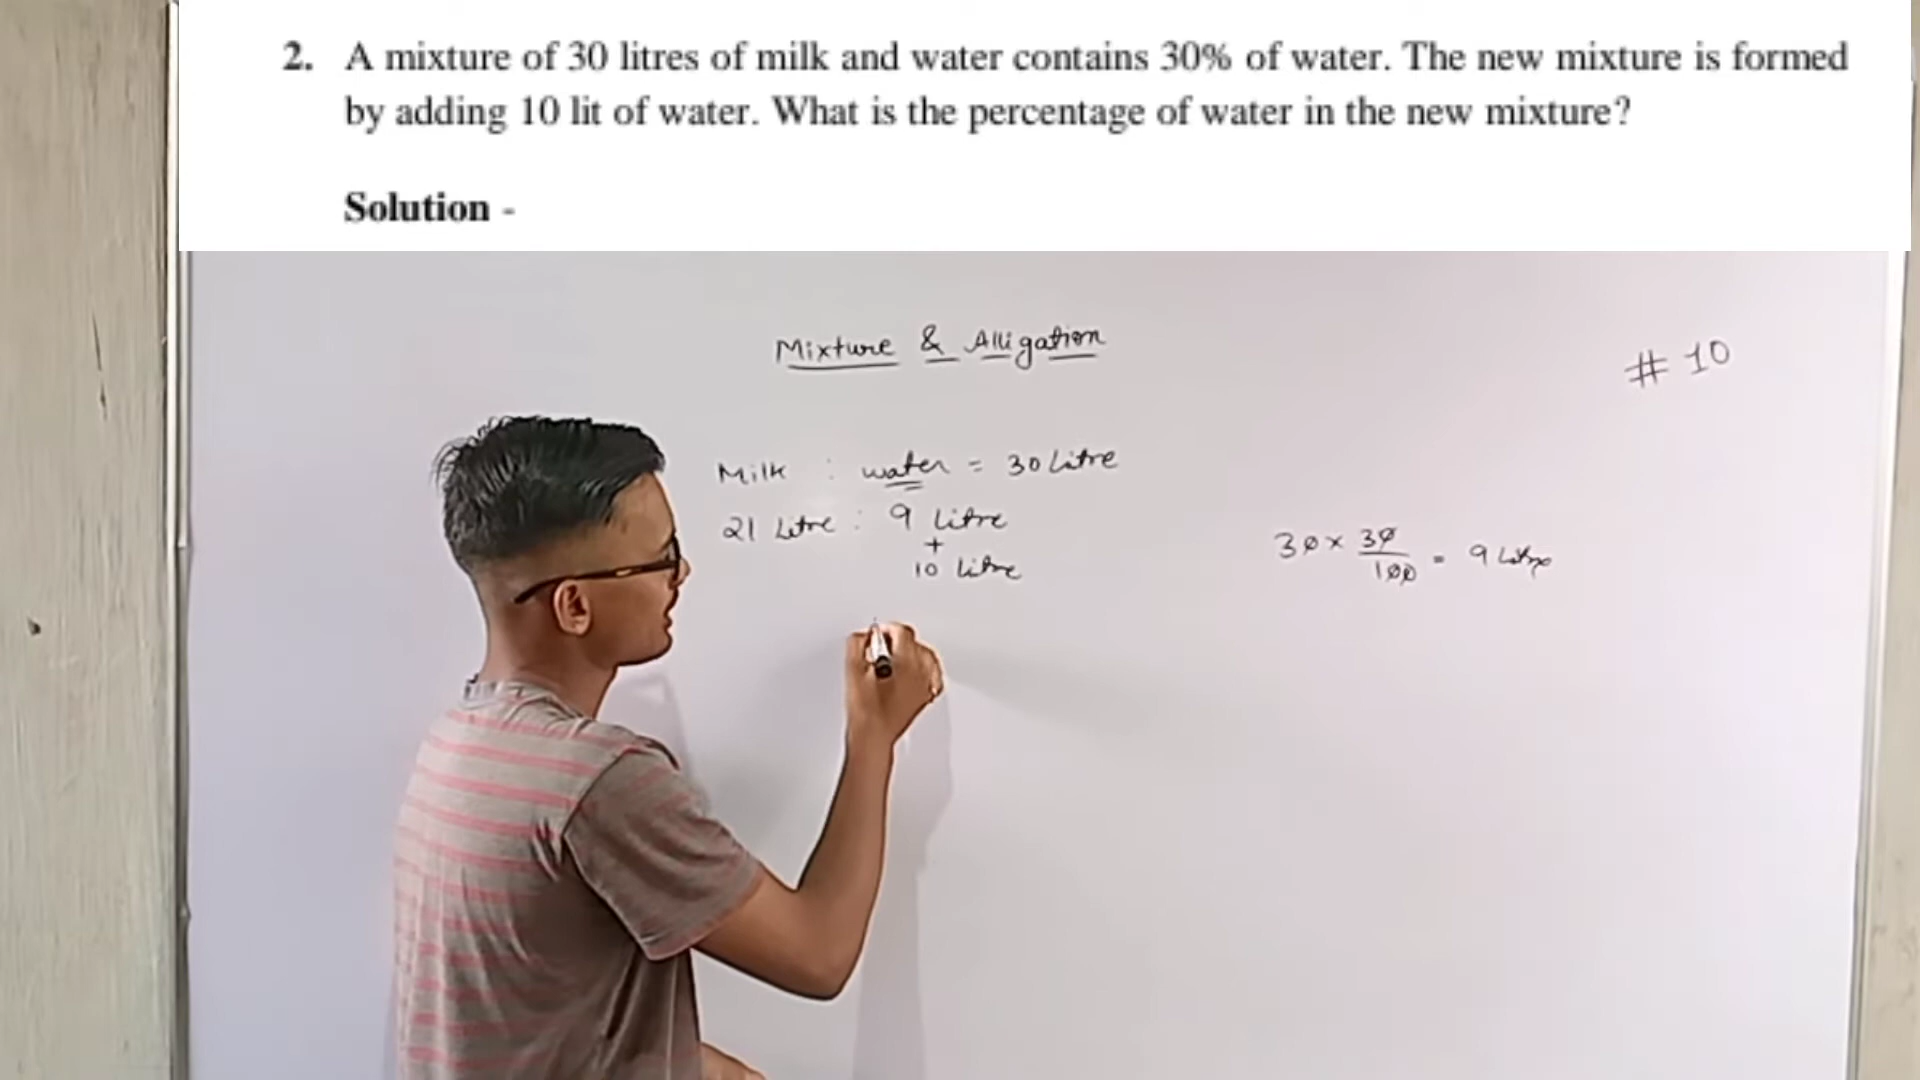 2. A mixture of 30 litres of milk and water contains 30% of water. The new mixture is formed
by adding 10 lit of water. What is the percentage of water in the new mixture?
Solution -
Mixture & Alligation
# 10
Milk : water = 30 Litre
21 Litre : 9 Litre
+
10 Litre
30 × 30/100 = 9 Litre